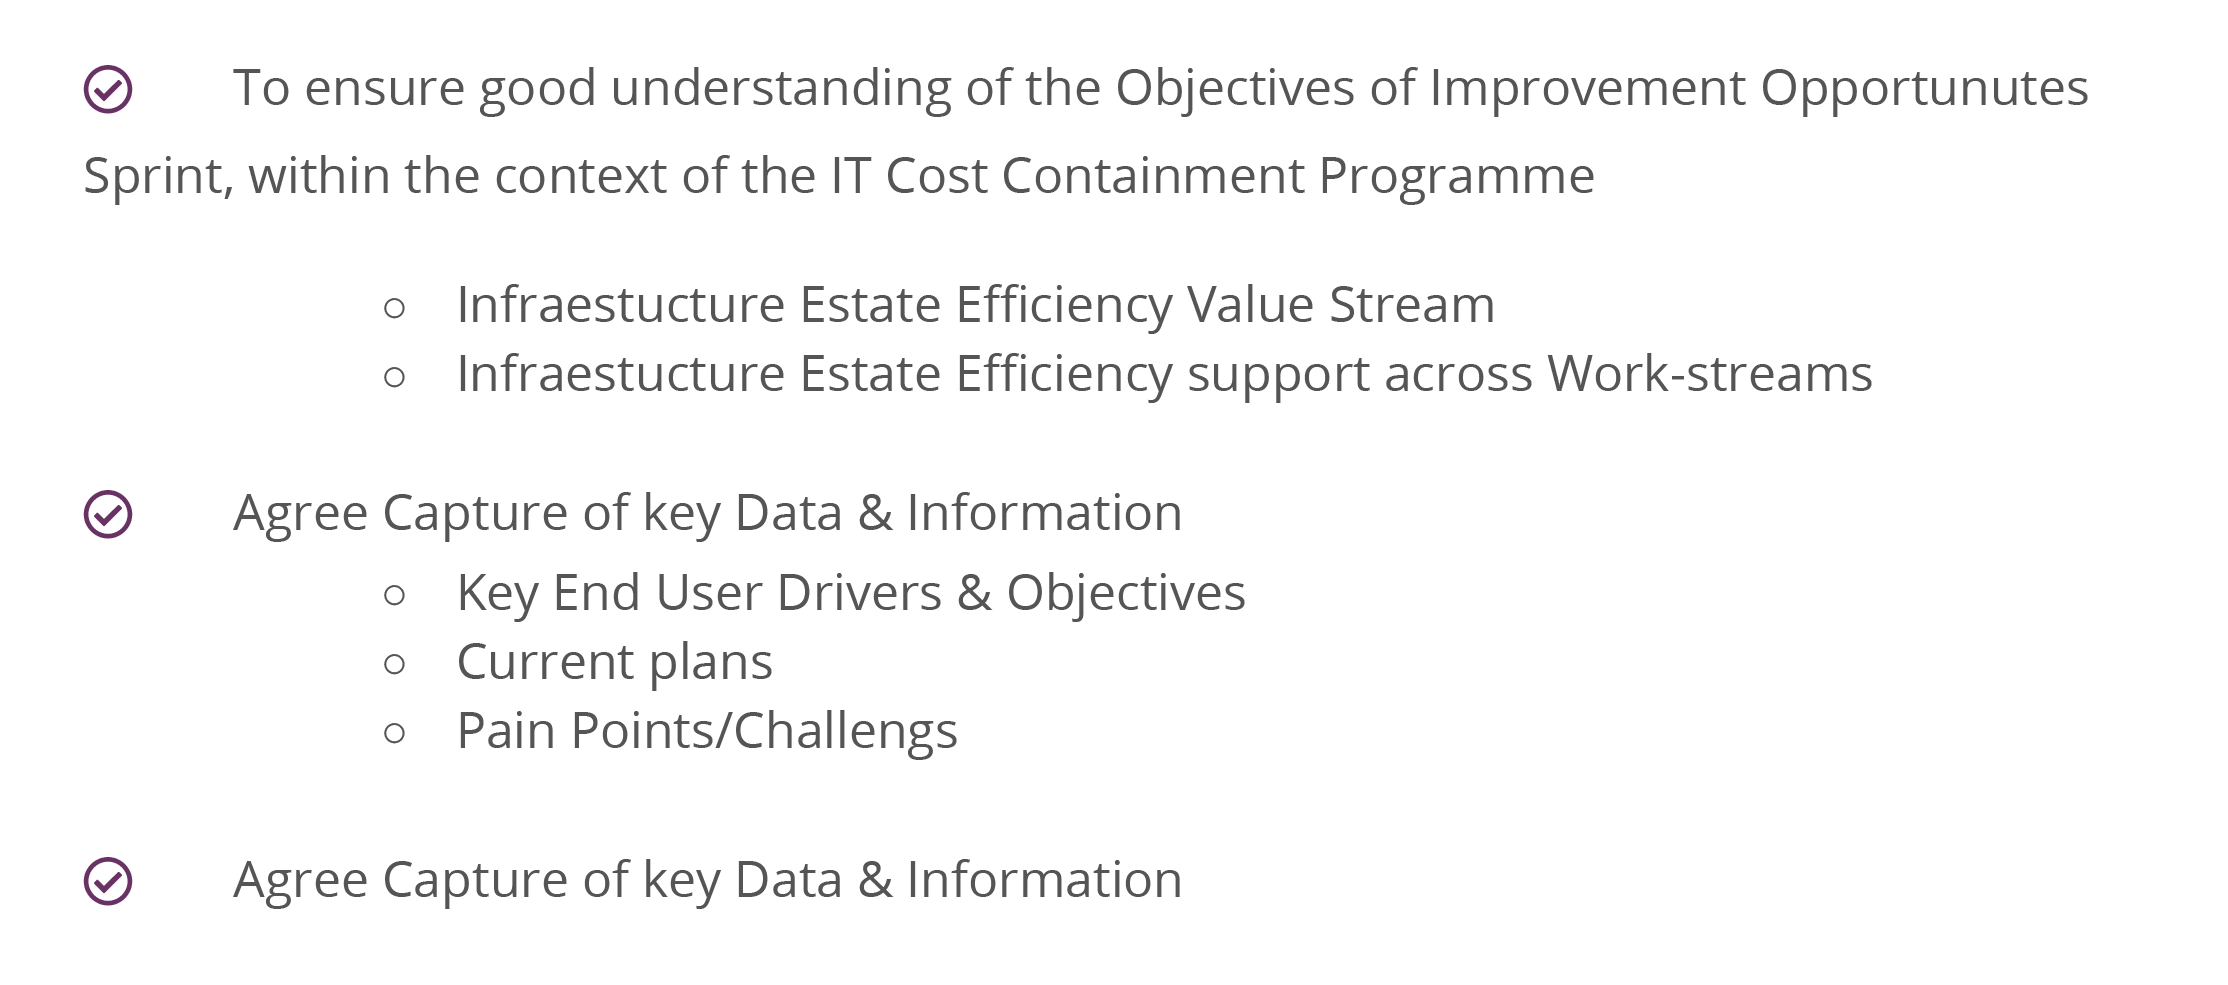 To ensure good understanding of the Objectives of Improvement Opportunutes
Sprint, within the context of the IT Cost Containment Programme
Infraestucture Estate Efficiency Value Stream
Infraestucture Estate Efficiency support across Work-streams
Agree Capture of key Data & Information
Key End User Drivers & Objectives
Current plans
Pain Points/Challengs
Agree Capture of key Data & Information